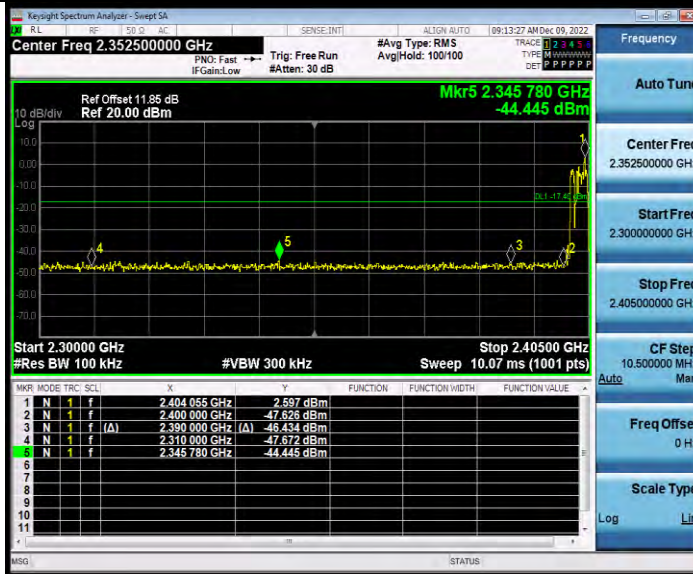 Keysight Spectrum Analyzer - Swept SA
RL RF 50 Ω AC SENSE:INT ALIGN AUTO 09:13:27 AM Dec 09, 2022
Center Freq 2.352500000 GHz
#Avg Type: RMS
TRACE 1 2 3 4 5 6
PNO: Fast
Trig: Free Run
Avg|Hold: 100/100
TYPE M WWWWW
IFGain:Low
#Atten: 30 dB
DET P P P P P P
Mkr5 2.345 780 GHz
-44.445 dBm
Ref Offset 11.85 dB
10 dB/div Ref 20.00 dBm
Log
10.0
0.00
-10.0
-20.0
-30.0
-40.0
-50.0
-60.0
-70.0
1
DL1 -17.40 dBm
4
5
3
2
Start 2.30000 GHz
Stop 2.40500 GHz
#Res BW 100 kHz
#VBW 300 kHz
Sweep 10.07 ms (1001 pts)
MKR MODE TRC SCL X Y FUNCTION FUNCTION WIDTH FUNCTION VALUE
1 N 1 f 2.404 055 GHz 2.597 dBm
2 N 1 f 2.400 000 GHz -47.626 dBm
3 N 1 f (Δ) 2.390 000 GHz (Δ) -46.434 dBm
4 N 1 f 2.310 000 GHz -47.672 dBm
5 N 1 f 2.345 780 GHz -44.445 dBm
6
7
8
9
10
11
MSG
STATUS
Frequency
Auto Tune
Center Freq
2.352500000 GHz
Start Freq
2.300000000 GHz
Stop Freq
2.405000000 GHz
CF Step
10.500000 MHz
Auto Man
Freq Offset
0 Hz
Scale Type
Log Lin